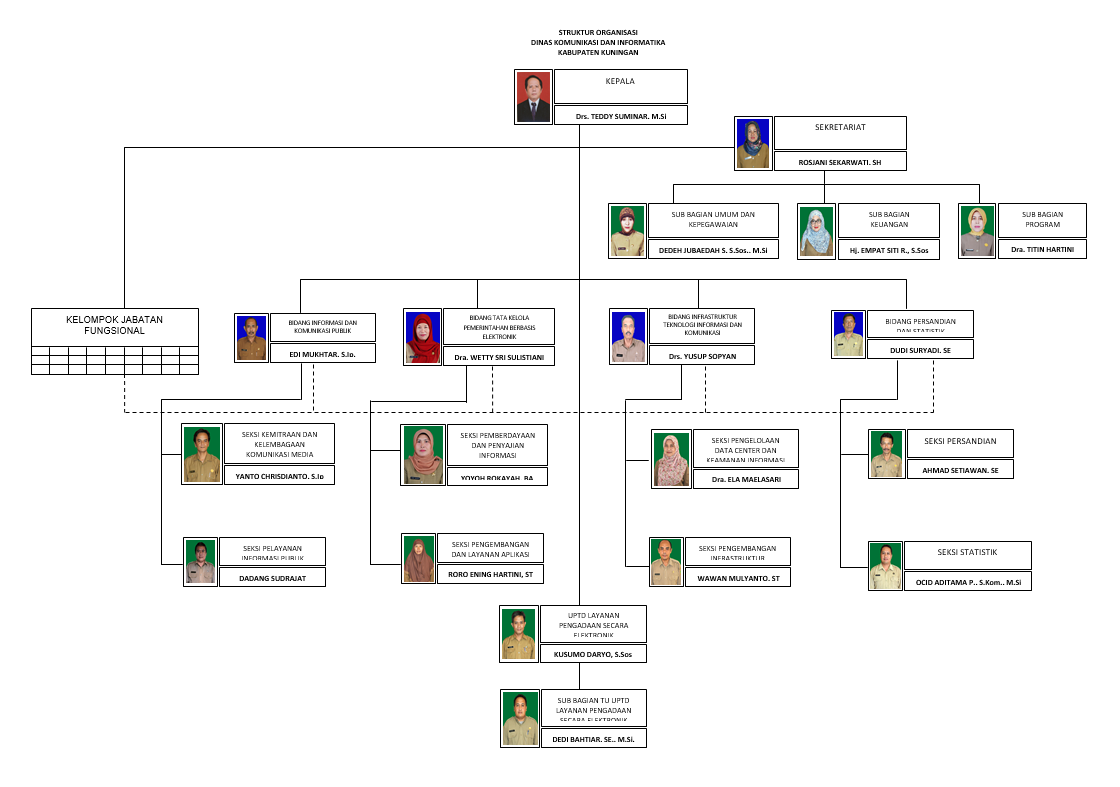 STRUKTUR ORGANISASI
DINAS KOMUNIKASI DAN INFORMATIKA
KABUPATEN KUNINGAN
KEPALA
Drs. TEDDY SUMINAR. M.Si
SEKRETARIAT
ROSJANI SEKARWATI. SH
SUB BAGIAN UMUM DAN
KEPEGAWAIAN
DEDEH JUBAEDAH S. S.Sos.. M.Si
SUB BAGIAN
KEUANGAN
Hj. EMPAT SITI R., S.Sos
SUB BAGIAN
PROGRAM
Dra. TITIN HARTINI
KELOMPOK JABATAN
FUNGSIONAL
BIDANG INFORMASI DAN
KOMUNIKASI PUBLIK
EDI MUKHTAR. S.Io.
BIDANG TATA KELOLA
PEMERINTAHAN BERBASIS
ELEKTRONIK
Dra. WETTY SRI SULISTIANI
BIDANG INFRASTRUKTUR
TEKNOLOGI INFORMASI DAN
KOMUNIKASI
Drs. YUSUP SOPYAN
BIDANG PERSANDIAN
DAN STATISTIK
DUDI SURYADI. SE
SEKSI KEMITRAAN DAN
KELEMBAGAAN
KOMUNIKASI MEDIA
YANTO CHRISDIANTO. S.Io
SEKSI PEMBERDAYAAN
DAN PENYAJIAN
INFORMASI
YOYOH ROKAYAH. BA
SEKSI PENGELOLAAN
DATA CENTER DAN
KEAMANAN INFORMASI
Dra. ELA MAELASARI
SEKSI PERSANDIAN
AHMAD SETIAWAN. SE
SEKSI PELAYANAN
INFORMASI PUBLIK
DADANG SUDRAJAT
SEKSI PENGEMBANGAN
DAN LAYANAN APLIKASI
RORO ENING HARTINI, ST
SEKSI PENGEMBANGAN
INFRASTRUKTUR
WAWAN MULYANTO. ST
SEKSI STATISTIK
OCID ADITAMA P.. S.Kom.. M.Si
UPTD LAYANAN
PENGADAAN SECARA
ELEKTRONIK
KUSUMO DARYO, S.Sos
SUB BAGIAN TU UPTD
LAYANAN PENGADAAN
SECARA ELEKTRONIK
DEDI BAHTIAR. SE.. M.Si.